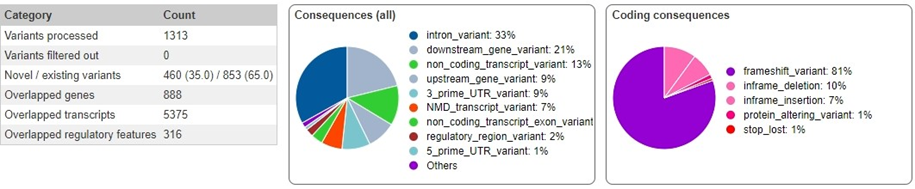 Category Count
Variants processed 1313
Variants filtered out 0
Novel / existing variants 460 (35.0) / 853 (65.0)
Overlapped genes 888
Overlapped transcripts 5375
Overlapped regulatory features 316
Consequences (all)
intron_variant: 33%
downstream_gene_variant: 21%
non_coding_transcript_variant: 13%
upstream_gene_variant: 9%
3_prime_UTR_variant: 9%
NMD_transcript_variant: 7%
non_coding_transcript_exon_variant
regulatory_region_variant: 2%
5_prime_UTR_variant: 1%
Others
Coding consequences
frameshift_variant: 81%
inframe_deletion: 10%
inframe_insertion: 7%
protein_altering_variant: 1%
stop_lost: 1%